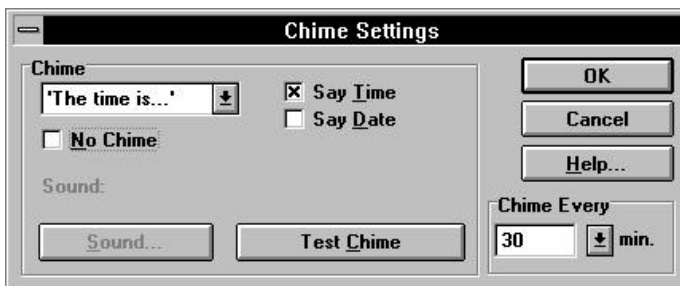 Chime Settings
Chime
'The time is...'
Say Time
Say Date
No Chime
Sound:
Sound...
Test Chime
OK
Cancel
Help...
Chime Every
30 min.